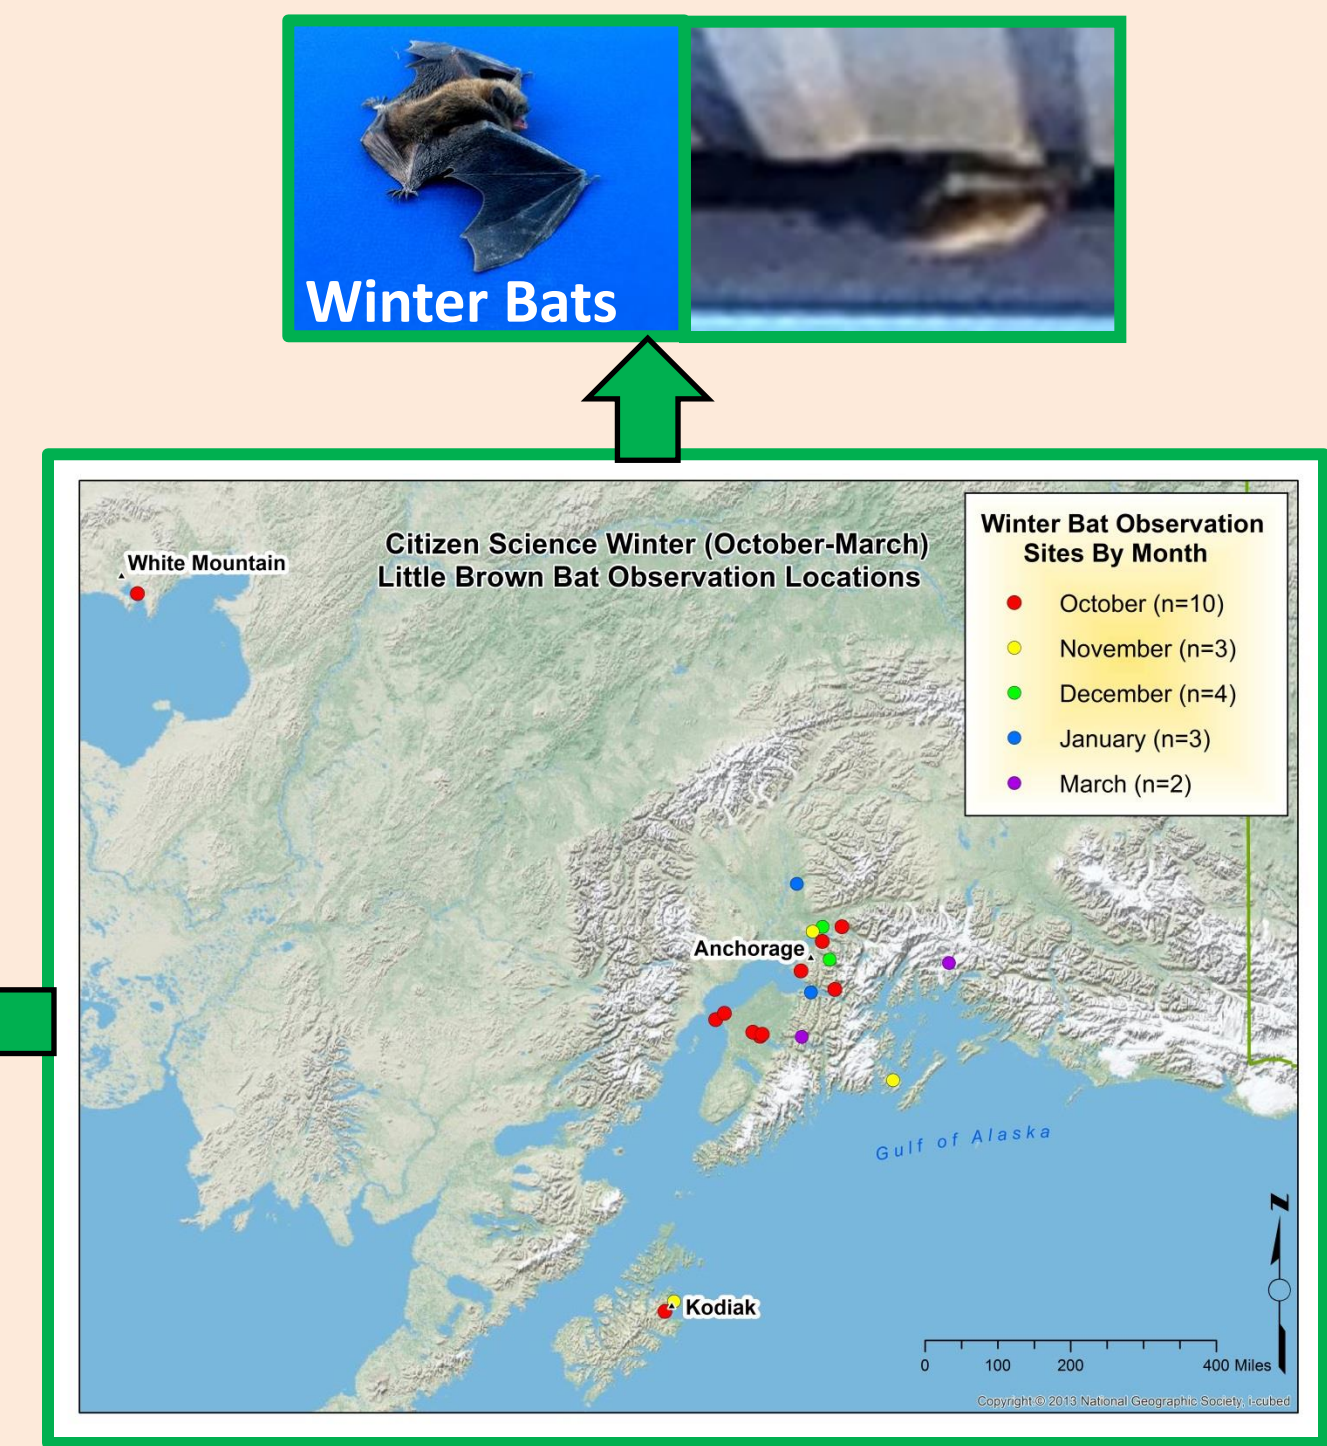 Winter Bats
Citizen Science Winter (October-March)
Little Brown Bat Observation Locations
Winter Bat Observation
Sites By Month
October (n=10)
November (n=3)
December (n=4)
January (n=3)
March (n=2)
White Mountain
Anchorage
Gulf of Alaska
Kodiak
N
0 100 200 400 Miles
Copyright:© 2013 National Geographic Society, i-cubed